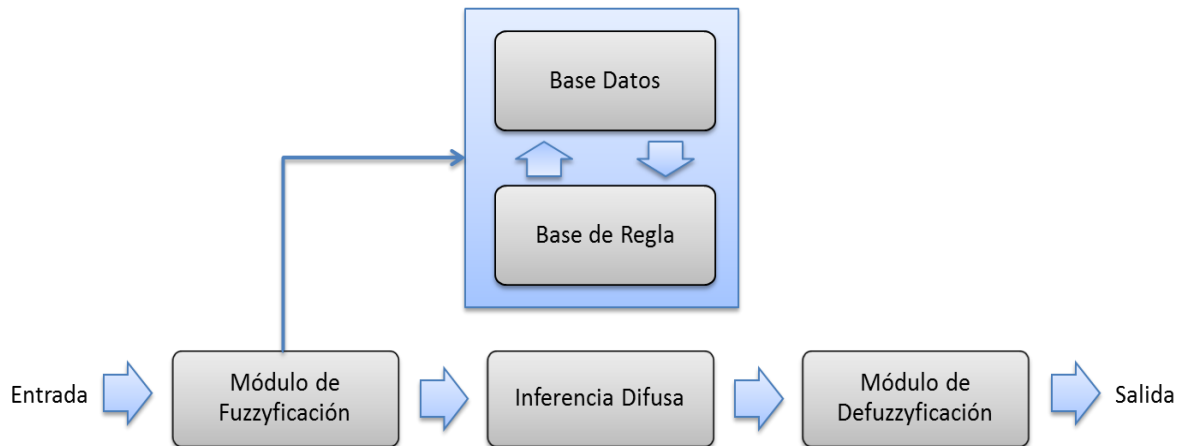 Base Datos
Base de Regla
Entrada
Módulo de
Fuzzyficación
Inferencia Difusa
Módulo de
Defuzzyficación
Salida